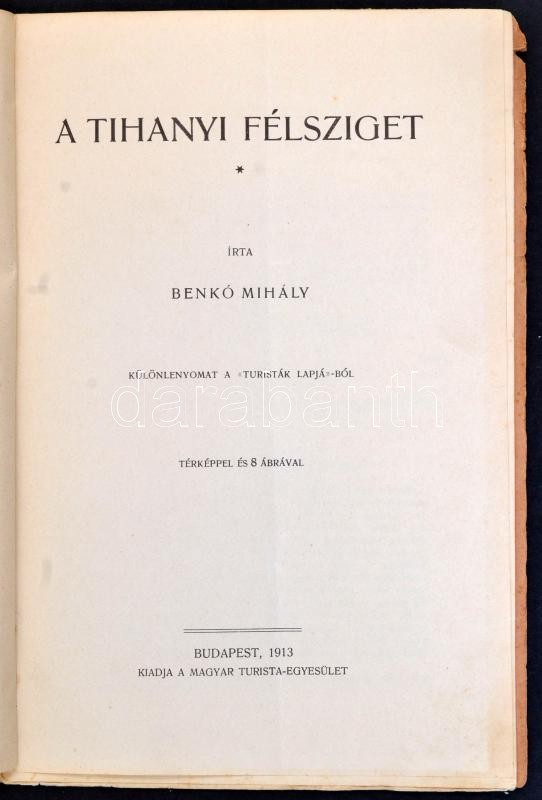 A TIHANYI FÉLSZIGET
*
ÍRTA
BENKÓ MIHÁLY
KÜLÖNLENYOMAT A «TURISTÁK LAPJÁ»-BÓL
darabanth
TÉRKÉPPEL ÉS 8 ÁBRÁVAL
BUDAPEST, 1913
KIADJA A MAGYAR TURISTA-EGYESÜLET